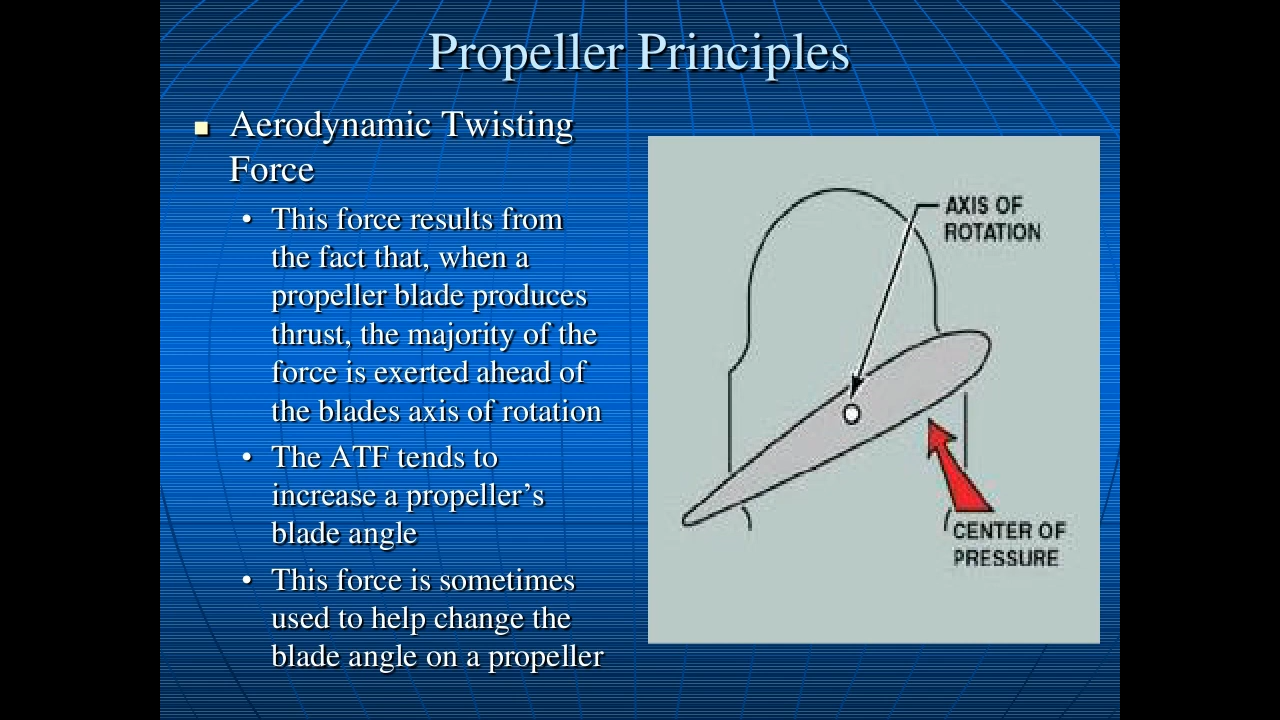 Propeller Principles
Aerodynamic Twisting
Force
• This force results from
the fact that, when a
propeller blade produces
thrust, the majority of the
force is exerted ahead of
the blades axis of rotation
• The ATF tends to
increase a propeller’s
blade angle
• This force is sometimes
used to help change the
blade angle on a propeller
AXIS OF
ROTATION
CENTER OF
PRESSURE